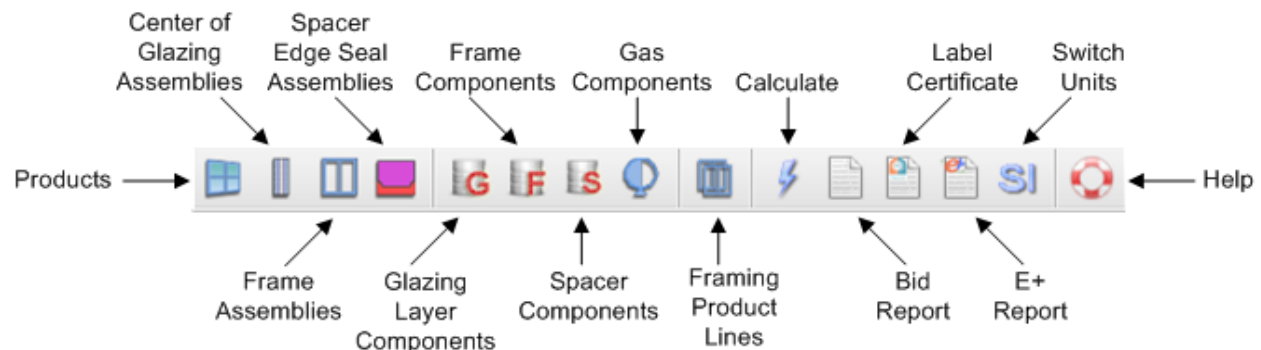 Center of
Glazing
Assemblies
Spacer
Edge Seal
Assemblies
Frame
Components
Gas
Components
Calculate
Label
Certificate
Switch
Units
Products
G
F
S
e+
SI
Help
Frame
Assemblies
Glazing
Layer
Components
Spacer
Components
Framing
Product
Lines
Bid
Report
E+
Report